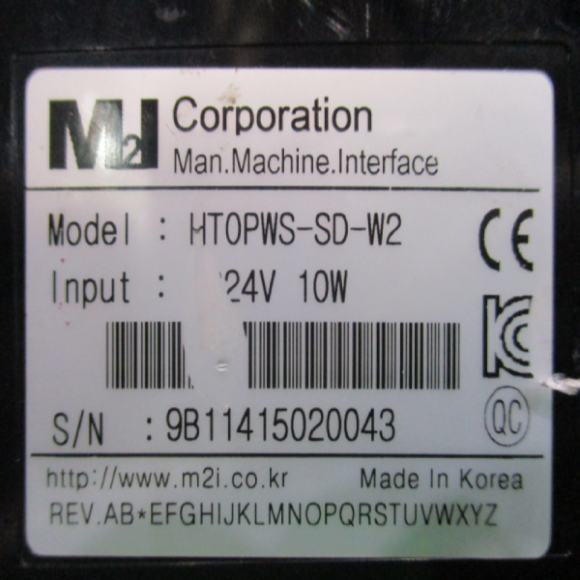 M2I Corporation
Man.Machine.Interface
Model : HTOPWS-SD-W2
Input : 24V 10W
S/N : 9B11415020043
QC
http://www.m2i.co.kr Made In Korea
REV.AB*EFGHIJKLMNOPQRSTUVWXYZ